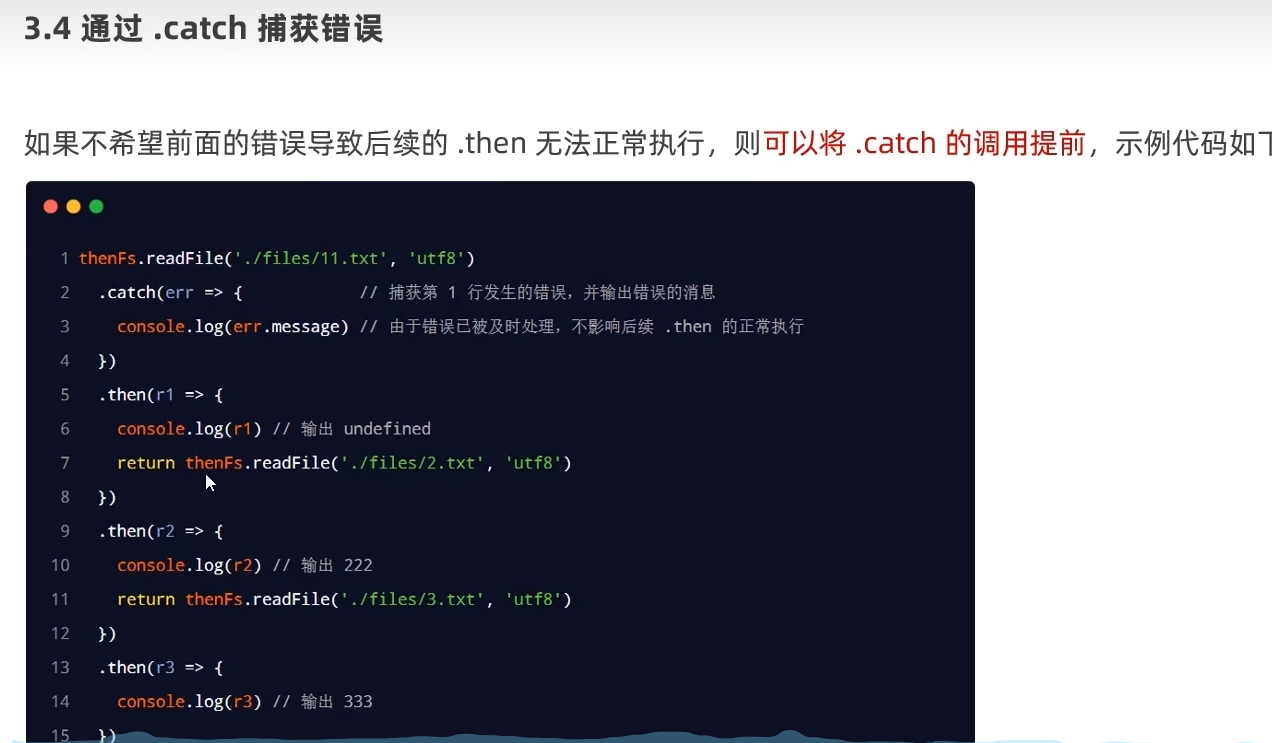 3.4 通过 .catch 捕获错误
如果不希望前面的错误导致后续的 .then 无法正常执行，则可以将 .catch 的调用提前，示例代码如下
1 thenFs.readFile('./files/11.txt', 'utf8')
2 .catch(err => { // 捕获第 1 行发生的错误，并输出错误的消息
3 console.log(err.message) // 由于错误已被及时处理，不影响后续 .then 的正常执行
4 })
5 .then(r1 => {
6 console.log(r1) // 输出 undefined
7 return thenFs.readFile('./files/2.txt', 'utf8')
8 })
9 .then(r2 => {
10 console.log(r2) // 输出 222
11 return thenFs.readFile('./files/3.txt', 'utf8')
12 })
13 .then(r3 => {
14 console.log(r3) // 输出 333
15 })